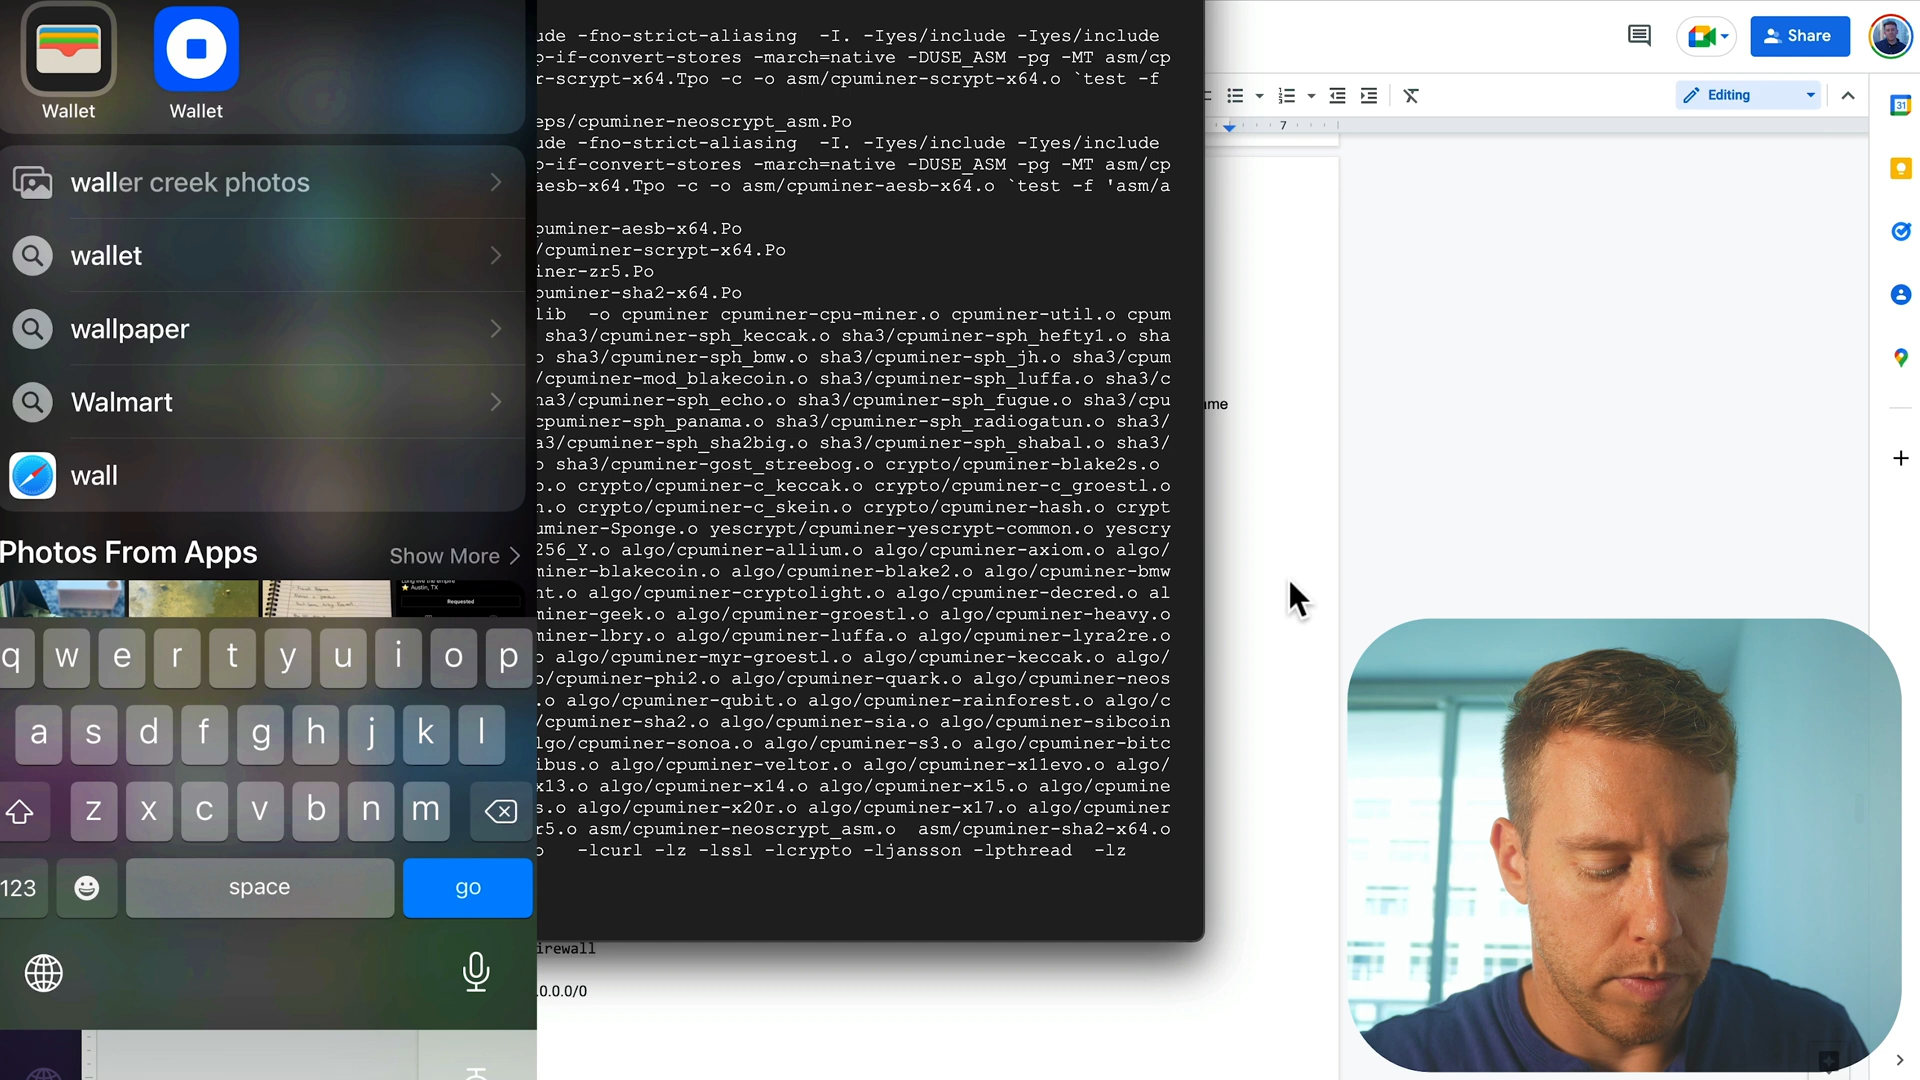 Wallet
Wallet
waller creek photos
wallet
wallpaper
Walmart
wall
Photos From Apps
Show More
Austin, TX
Requested
q w e r t y u i o p
a s d f g h j k l
z x c v b n m
123
space
go
ude -fno-strict-aliasing -I. -Iyes/include -Iyes/include
p-if-convert-stores -march=native -DUSE_ASM -pg -MT asm/cp
r-scrypt-x64.Tpo -c -o asm/cpuminer-scrypt-x64.o `test -f
eps/cpuminer-neoscrypt_asm.Po
ude -fno-strict-aliasing -I. -Iyes/include -Iyes/include
p-if-convert-stores -march=native -DUSE_ASM -pg -MT asm/cp
aesb-x64.Tpo -c -o asm/cpuminer-aesb-x64.o `test -f 'asm/a
puminer-aesb-x64.Po
/cpuminer-scrypt-x64.Po
iner-zr5.Po
puminer-sha2-x64.Po
lib -o cpuminer cpuminer-cpu-miner.o cpuminer-util.o cpum
sha3/cpuminer-sph_keccak.o sha3/cpuminer-sph_hefty1.o sha
o sha3/cpuminer-sph_bmw.o sha3/cpuminer-sph_jh.o sha3/cpum
/cpuminer-mod_blakecoin.o sha3/cpuminer-sph_luffa.o sha3/c
ha3/cpuminer-sph_echo.o sha3/cpuminer-sph_fugue.o sha3/cpu
cpuminer-sph_panama.o sha3/cpuminer-sph_radiogatun.o sha3/
a3/cpuminer-sph_sha2big.o sha3/cpuminer-sph_shabal.o sha3/
o sha3/cpuminer-gost_streebog.o crypto/cpuminer-blake2s.o
o.o crypto/cpuminer-c_keccak.o crypto/cpuminer-c_groestl.o
n.o crypto/cpuminer-c_skein.o crypto/cpuminer-hash.o crypt
uminer-Sponge.o yescrypt/cpuminer-yescrypt-common.o yescry
256_Y.o algo/cpuminer-allium.o algo/cpuminer-axiom.o algo/
miner-blakecoin.o algo/cpuminer-blake2.o algo/cpuminer-bmw
nt.o algo/cpuminer-cryptolight.o algo/cpuminer-decred.o al
miner-geek.o algo/cpuminer-groestl.o algo/cpuminer-heavy.o
miner-lbry.o algo/cpuminer-luffa.o algo/cpuminer-lyra2re.o
o algo/cpuminer-myr-groestl.o algo/cpuminer-keccak.o algo/
o/cpuminer-phi2.o algo/cpuminer-quark.o algo/cpuminer-neos
.o algo/cpuminer-qubit.o algo/cpuminer-rainforest.o algo/c
/cpuminer-sha2.o algo/cpuminer-sia.o algo/cpuminer-sibcoin
lgo/cpuminer-sonoa.o algo/cpuminer-s3.o algo/cpuminer-bitc
ibus.o algo/cpuminer-veltor.o algo/cpuminer-x11evo.o algo/
x13.o algo/cpuminer-x14.o algo/cpuminer-x15.o algo/cpumine
s.o algo/cpuminer-x20r.o algo/cpuminer-x17.o algo/cpuminer
r5.o asm/cpuminer-neoscrypt_asm.o asm/cpuminer-sha2-x64.o
o -lcurl -lz -lssl -lcrypto -ljansson -lpthread -lz
irewall
.0.0.0/0
Share
Editing
7
ame
31